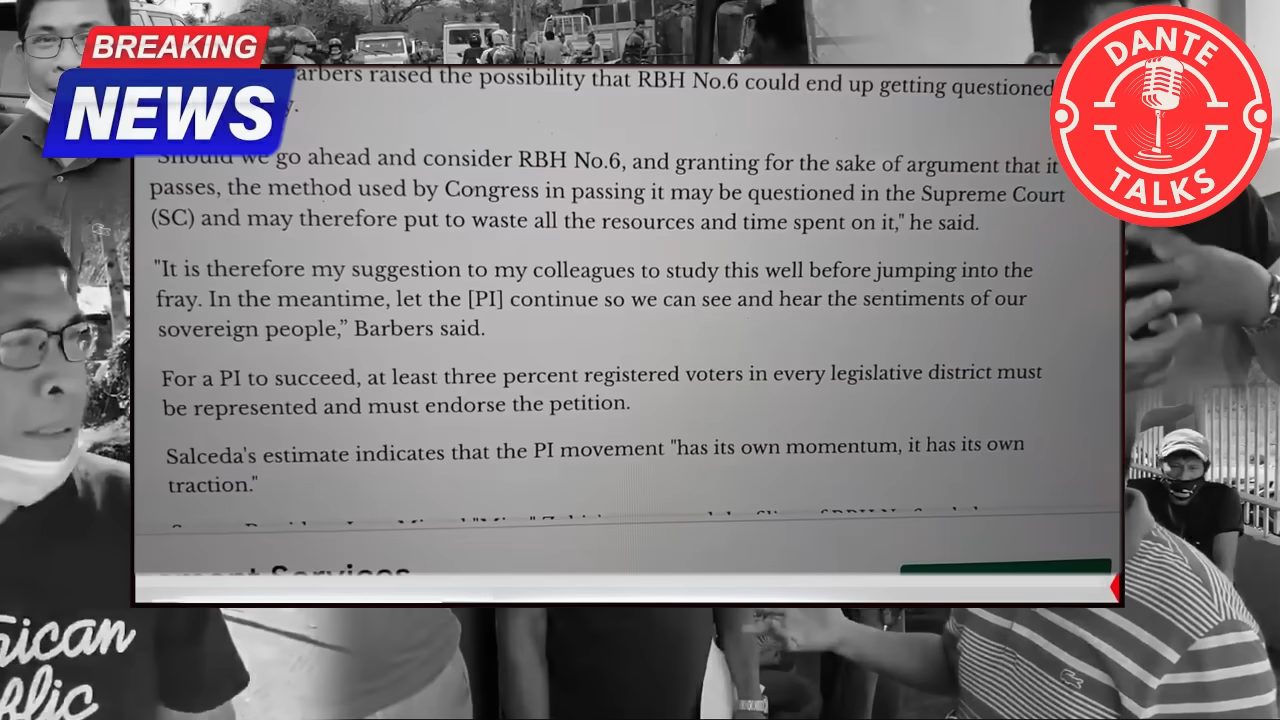 BREAKING
NEWS
DANTE
TALKS
arbers raised the possibility that RBH No.6 could end up getting questioned
"Should we go ahead and consider RBH No.6, and granting for the sake of argument that it
passes, the method used by Congress in passing it may be questioned in the Supreme Court
(SC) and may therefore put to waste all the resources and time spent on it," he said.
"It is therefore my suggestion to my colleagues to study this well before jumping into the
fray. In the meantime, let the [PI] continue so we can see and hear the sentiments of our
sovereign people,” Barbers said.
For a PI to succeed, at least three percent registered voters in every legislative district must
be represented and must endorse the petition.
Salceda's estimate indicates that the PI movement "has its own momentum, it has its own
traction."
Services